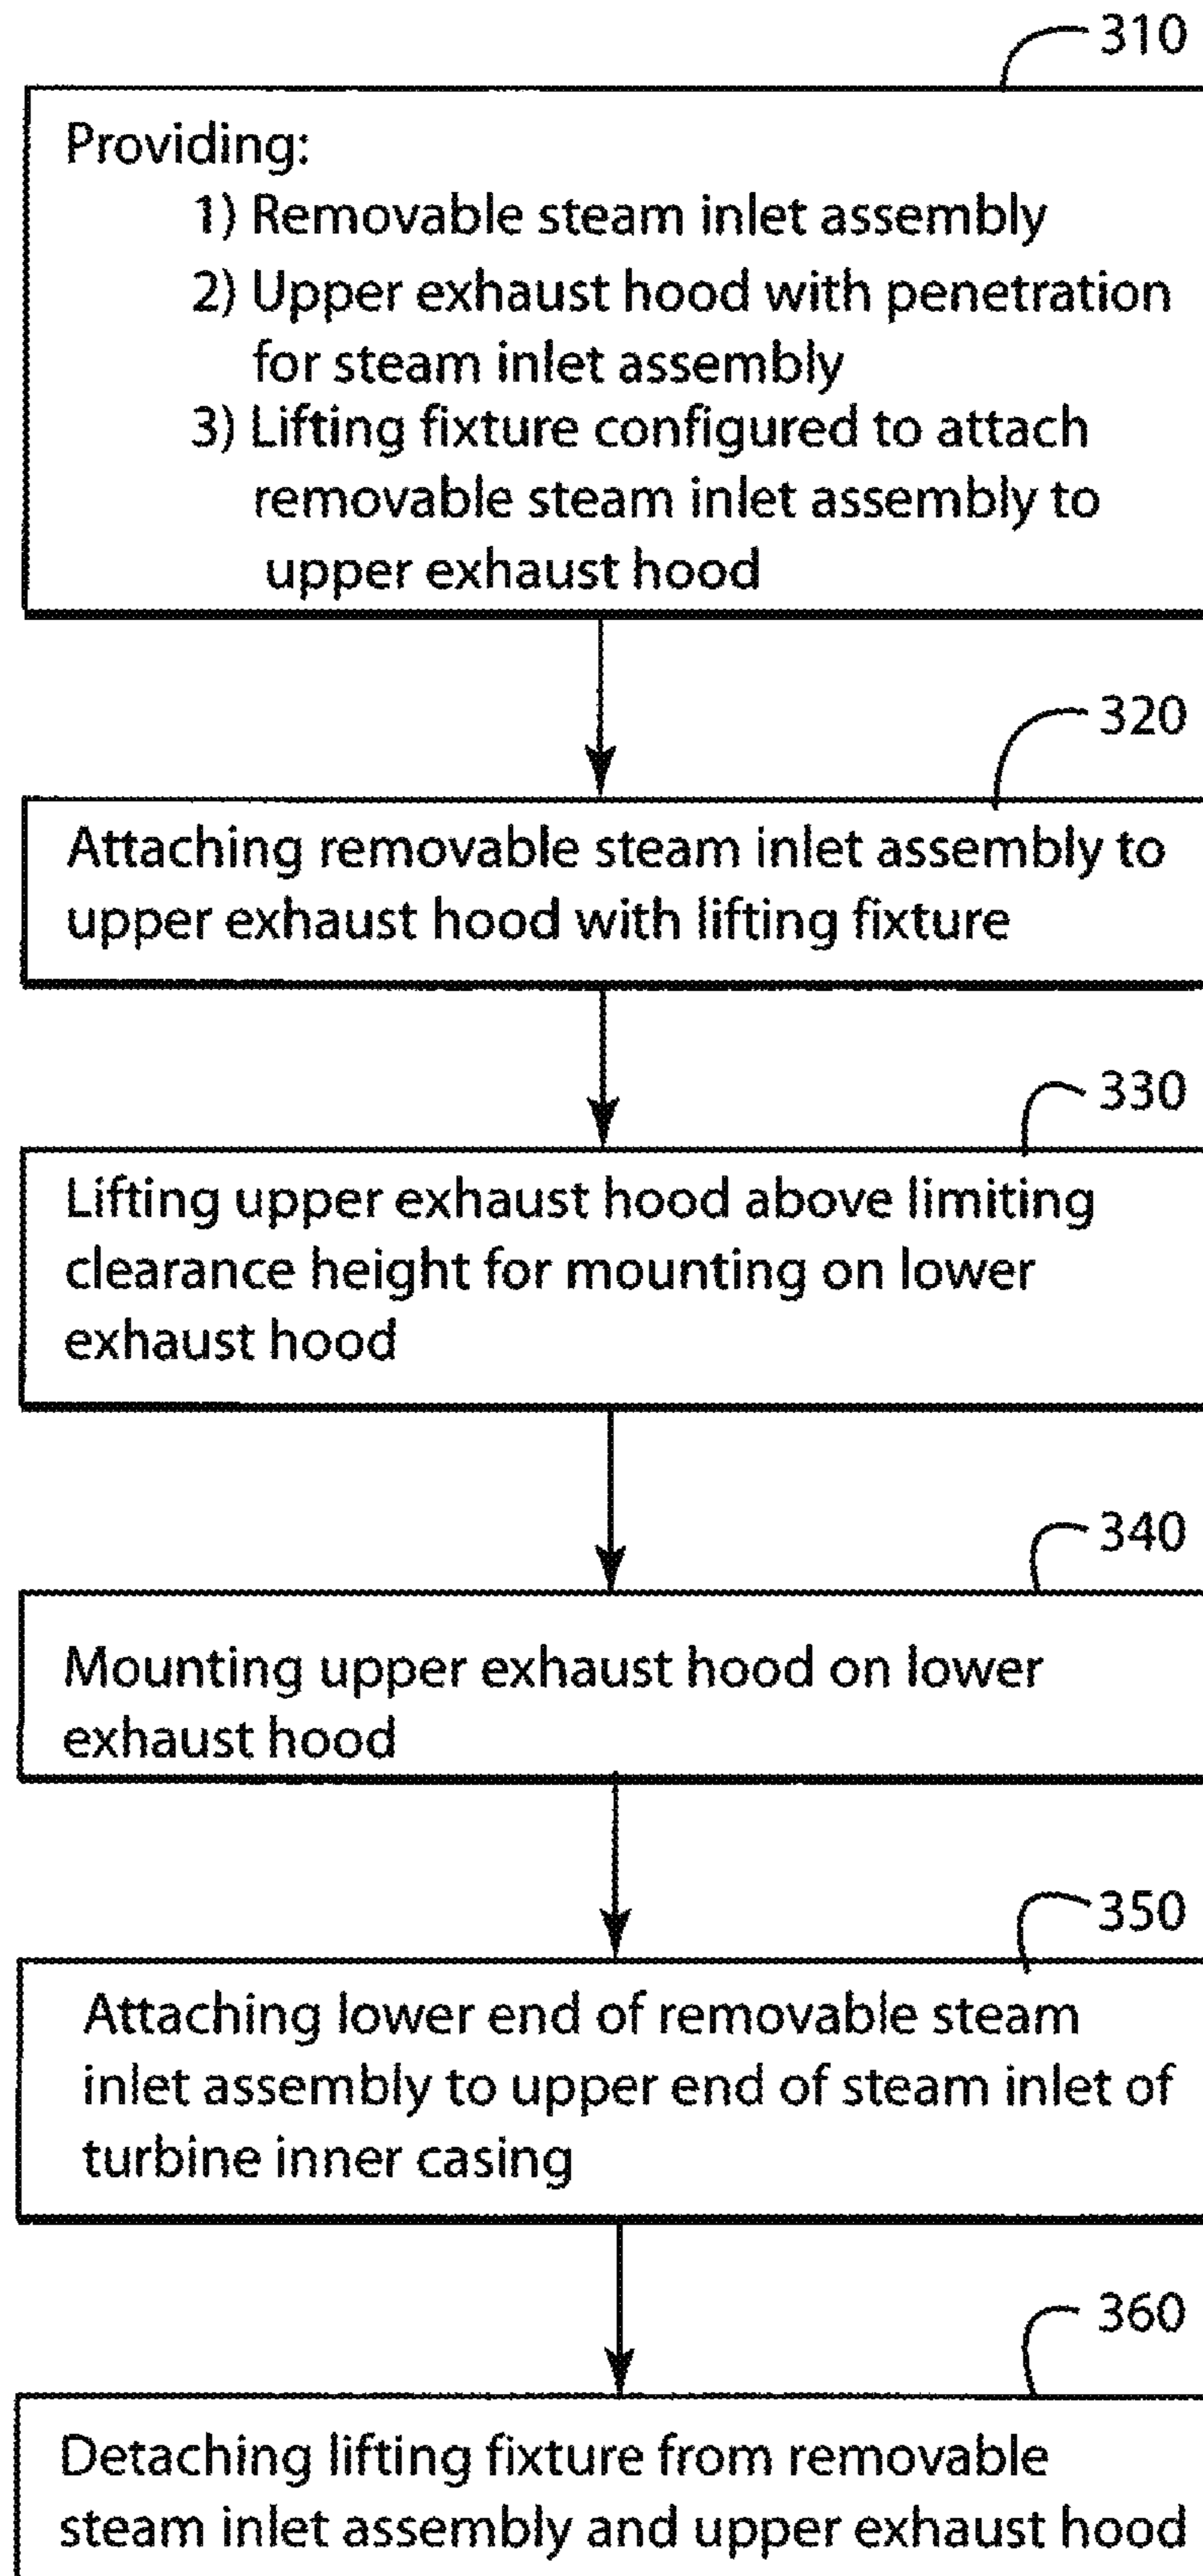 310
Providing:
1) Removable steam inlet assembly
2) Upper exhaust hood with penetration
for steam inlet assembly
3) Lifting fixture configured to attach
removable steam inlet assembly to
upper exhaust hood
320
Attaching removable steam inlet assembly to
upper exhaust hood with lifting fixture
330
Lifting upper exhaust hood above limiting
clearance height for mounting on lower
exhaust hood
340
Mounting upper exhaust hood on lower
exhaust hood
350
Attaching lower end of removable steam
inlet assembly to upper end of steam inlet of
turbine inner casing
360
Detaching lifting fixture from removable
steam inlet assembly and upper exhaust hood